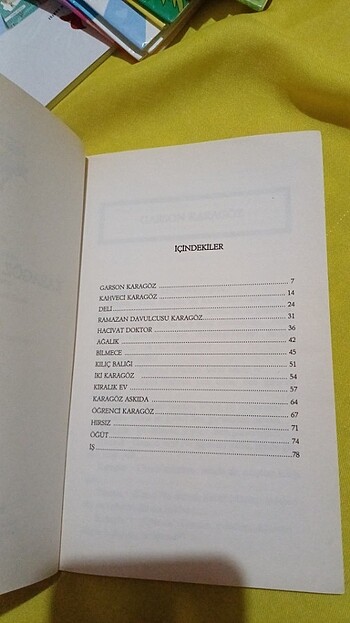 İÇİNDEKİLER
GARSON KARAGÖZ ........ 7
KAHVECİ KARAGÖZ ........ 14
DELİ ........ 24
RAMAZAN DAVULCUSU KARAGÖZ ........ 31
HACİVAT DOKTOR ........ 36
AĞALIK ........ 42
BİLMECE ........ 45
KILIÇ BALIĞI ........ 51
İKİ KARAGÖZ ........ 54
KİRALIK EV ........ 57
KARAGÖZ ASKIDA ........ 64
ÖĞRENCİ KARAGÖZ ........ 67
HIRSIZ ........ 71
ÖĞÜT ........ 74
İŞ ........ 78